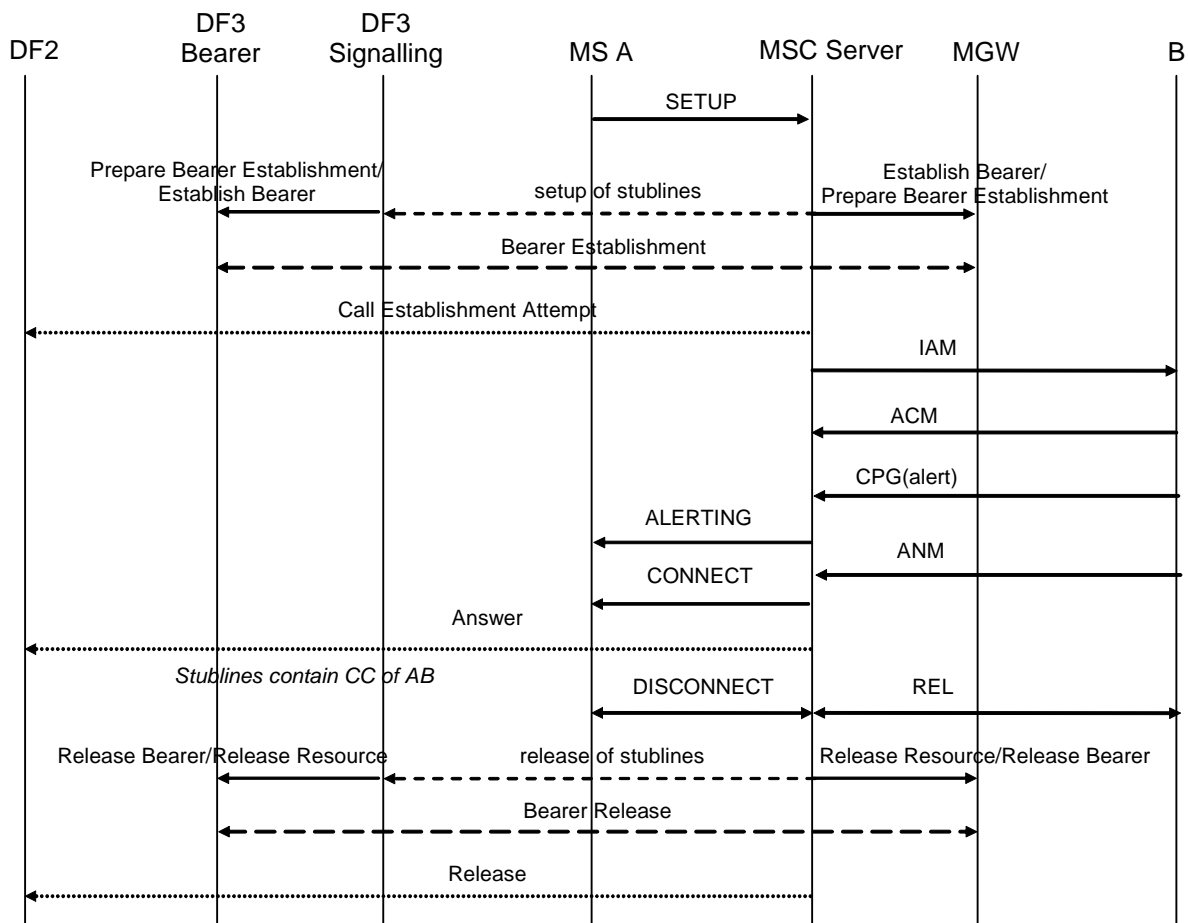 DF2
DF3
Bearer
DF3
Signalling
MS A
MSC Server
MGW
B
SETUP
Prepare Bearer Establishment/
Establish Bearer
setup of stublines
Establish Bearer/
Prepare Bearer Establishment
Bearer Establishment
Call Establishment Attempt
IAM
ACM
CPG(alert)
ALERTING
ANM
CONNECT
Answer
Stublines contain CC of AB
DISCONNECT
REL
Release Bearer/Release Resource
release of stublines
Release Resource/Release Bearer
Bearer Release
Release